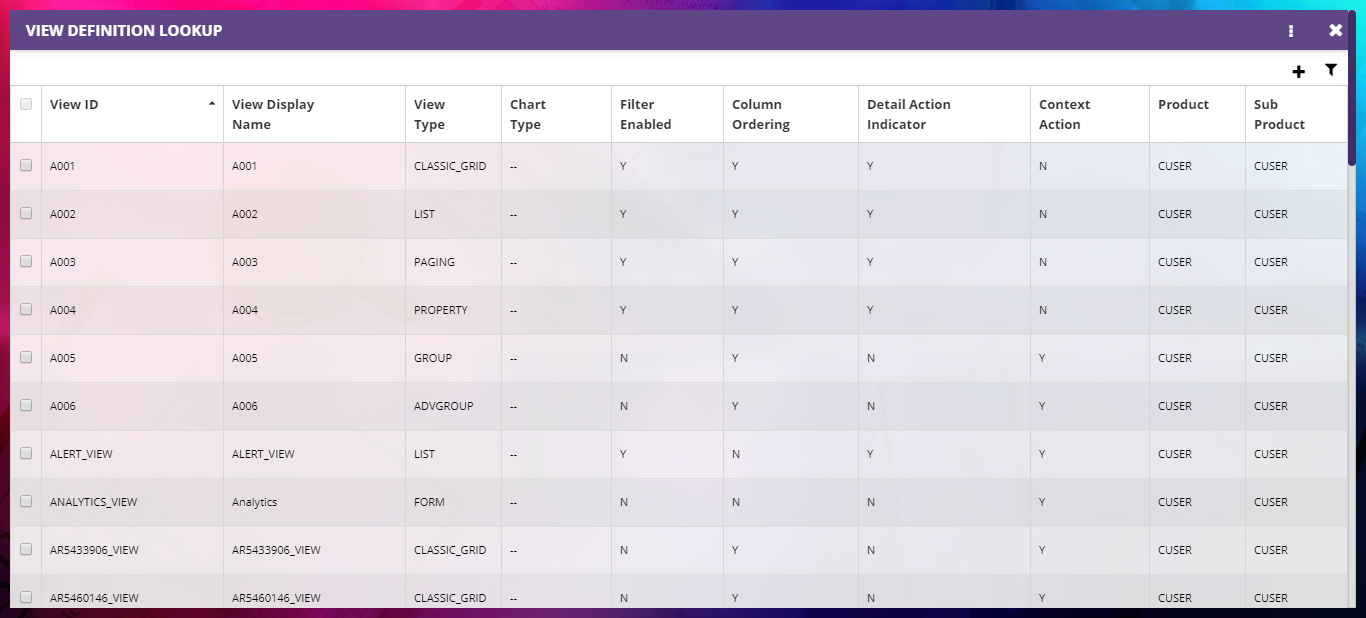 VIEW DEFINITION LOOKUP
View ID View Display Name View Type Chart Type Filter Enabled Column Ordering Detail Action Indicator Context Action Product Sub Product
A001 A001 CLASSIC_GRID -- Y Y Y N CUSER CUSER
A002 A002 LIST -- Y Y Y N CUSER CUSER
A003 A003 PAGING -- Y Y Y N CUSER CUSER
A004 A004 PROPERTY -- Y Y Y N CUSER CUSER
A005 A005 GROUP -- N Y N Y CUSER CUSER
A006 A006 ADVGROUP -- N Y N Y CUSER CUSER
ALERT_VIEW ALERT_VIEW LIST -- Y N Y Y CUSER CUSER
ANALYTICS_VIEW Analytics FORM -- N N N Y CUSER CUSER
AR5433906_VIEW AR5433906_VIEW CLASSIC_GRID -- N Y N Y CUSER CUSER
AR5460146_VIEW AR5460146_VIEW CLASSIC_GRID -- N Y N Y CUSER CUSER